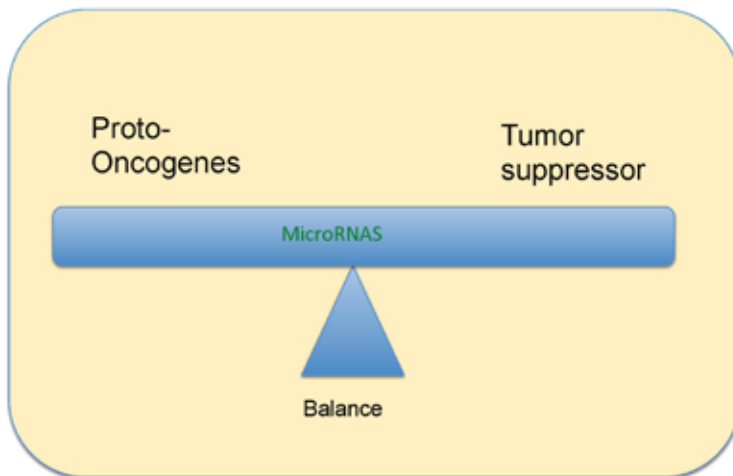 Proto-
Oncogenes
Tumor
suppressor
MicroRNAS
Balance